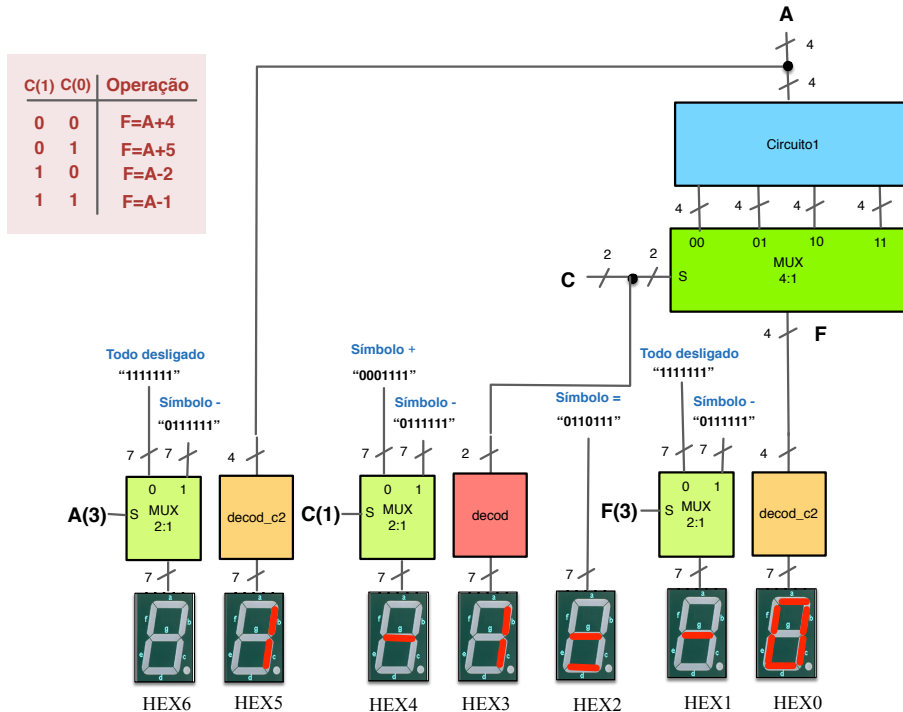 A
4
4
C(1) C(0) Operação
0 0 F=A+4
0 1 F=A+5
1 0 F=A-2
1 1 F=A-1
Circuito1
4 4 4 4
00 01 10 11
MUX
4:1
S
2 2
C
4 F
Todo desligado
“1111111”
Símbolo -
“0111111”
Símbolo +
“0001111”
Símbolo -
“0111111”
Símbolo =
“0110111”
Todo desligado
“1111111”
Símbolo -
“0111111”
7 7 4 7 7 2 7 7 4
A(3) S 0 1 MUX 2:1
decod_c2
C(1) S 0 1 MUX 2:1
decod
F(3) S 0 1 MUX 2:1
decod_c2
7 7 7 7 7 7 7
a b c d e f g
a b c d e f g
a b c d e f g
a b c d e f g
a b c d e f g
a b c d e f g
a b c d e f g
HEX6 HEX5 HEX4 HEX3 HEX2 HEX1 HEX0